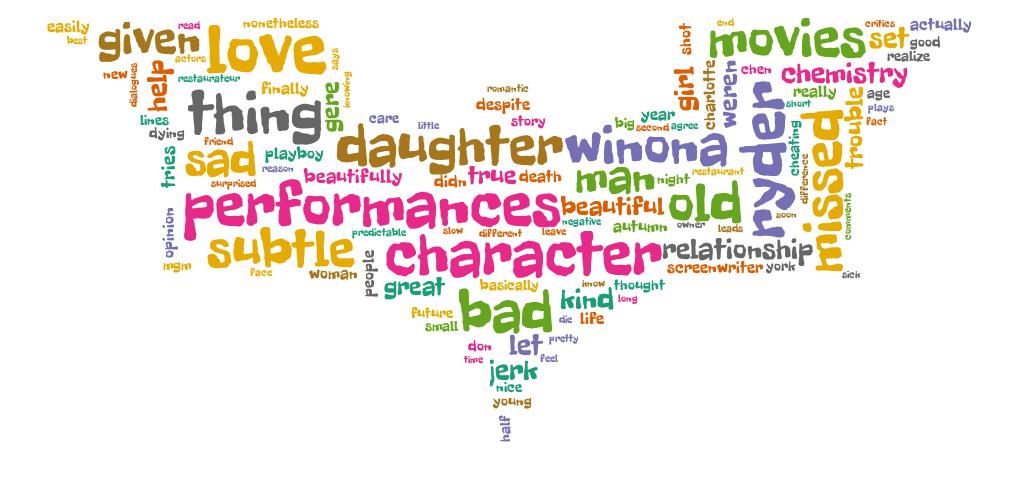 easily
best
given
read
love
nonetheless
actors
says
new
dialogues
help
restaurateur
knowing
finally
gere
thing
lines
dying
friend
tries
sad
playboy
reason
surprised
care
little
romantic
despite
story
daughter
winona
beautifully
didn
true
death
big
year
second
agree
shot
girl
charlotte
weren
movies
end
critics
set
actually
good
realize
chen
chemistry
really
short
age
plays
fact
trouble
cheating
difference
ryder
missed
comments
man
night
restaurant
old
owner
soon
leads
performances
beautiful
negative
autumn
opinion
mgm
subtle
predictable
slow
different
leave
face
woman
people
character
relationship
screenwriter
york
sick
great
basically
know
thought
long
kind
bad
future
small
die
life
don
let
pretty
time
feel
jerk
nice
young
half